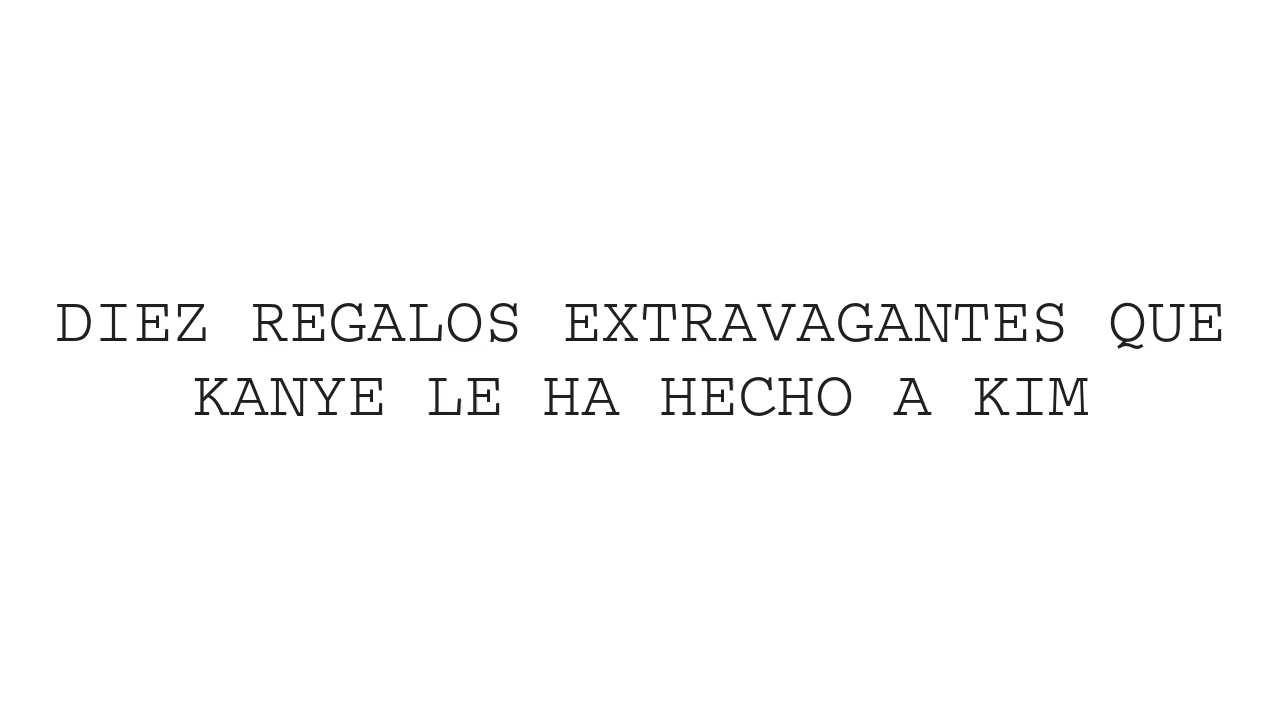 DIEZ REGALOS EXTRAVAGANTES QUE
KANYE LE HA HECHO A KIM